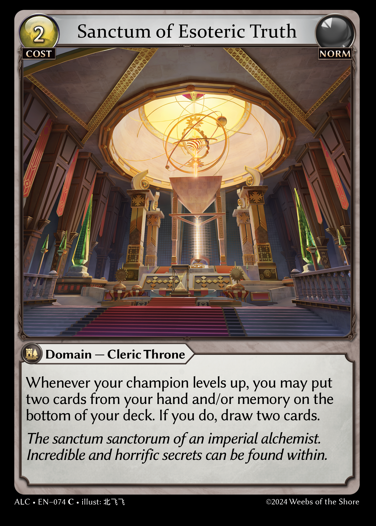 2
COST
Sanctum of Esoteric Truth
NORM
Domain — Cleric Throne
Whenever your champion levels up, you may put
two cards from your hand and/or memory on the
bottom of your deck. If you do, draw two cards.
The sanctum sanctorum of an imperial alchemist.
Incredible and horrific secrets can be found within.
ALC • EN–074 C • illust: 北飞飞
©2024 Weebs of the Shore